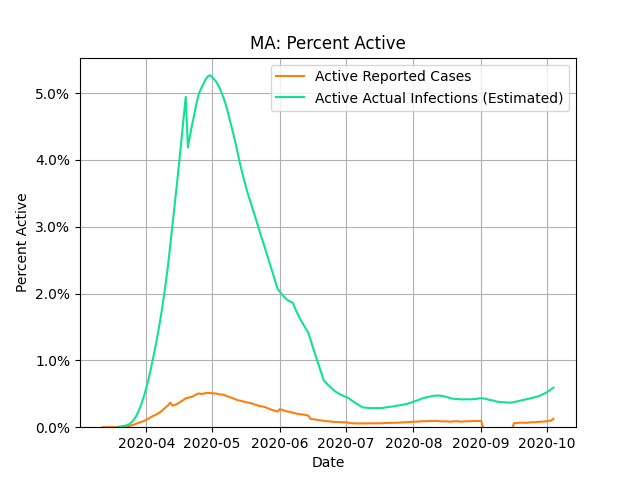 MA: Percent Active
Active Reported Cases
Active Actual Infections (Estimated)
Percent Active
5.0%
4.0%
3.0%
2.0%
1.0%
0.0%
2020-04 2020-05 2020-06 2020-07 2020-08 2020-09 2020-10
Date